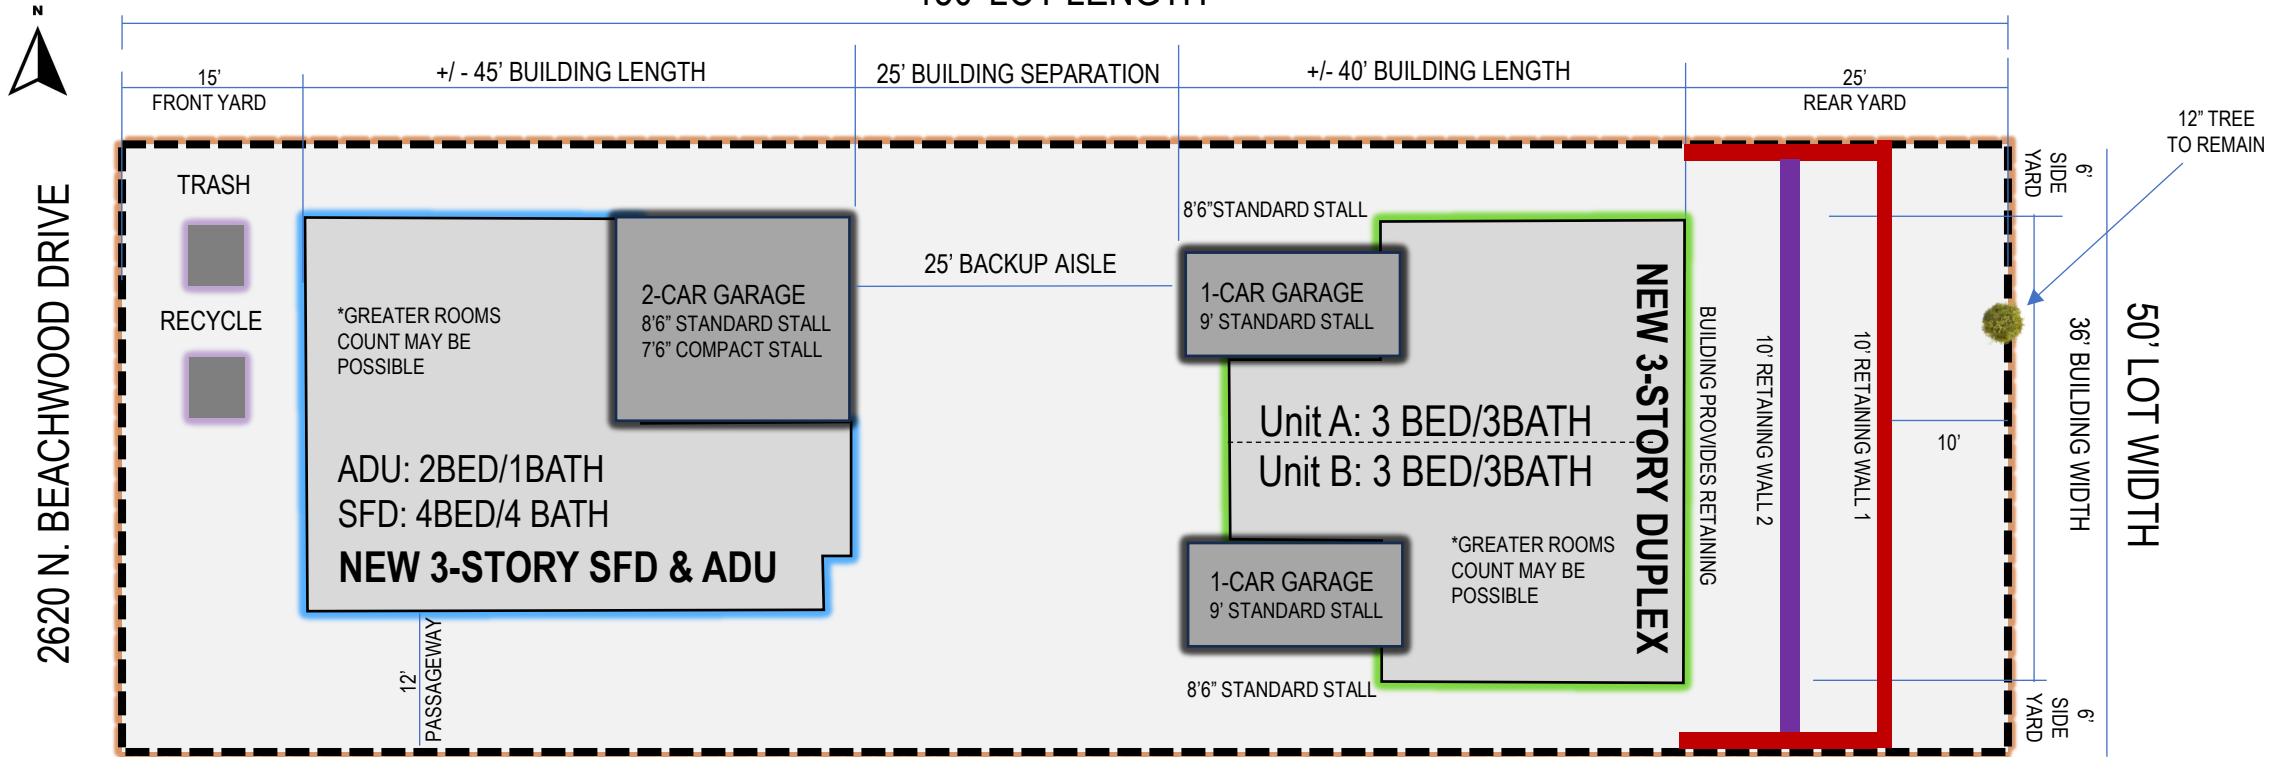 N
LOT LENGTH
15'
FRONT YARD
+/ - 45' BUILDING LENGTH
25' BUILDING SEPARATION
+/- 40' BUILDING LENGTH
25'
REAR YARD
12” TREE
TO REMAIN
2620 N. BEACHWOOD DRIVE
TRASH
RECYCLE
*GREATER ROOMS
COUNT MAY BE
POSSIBLE
2-CAR GARAGE
8’6” STANDARD STALL
7’6” COMPACT STALL
ADU: 2BED/1BATH
SFD: 4BED/4 BATH
NEW 3-STORY SFD & ADU
12’
PASSAGEWAY
25’ BACKUP AISLE
8’6”STANDARD STALL
1-CAR GARAGE
9’ STANDARD STALL
Unit A: 3 BED/3BATH
Unit B: 3 BED/3BATH
1-CAR GARAGE
9’ STANDARD STALL
8’6” STANDARD STALL
*GREATER ROOMS
COUNT MAY BE
POSSIBLE
NEW 3-STORY DUPLEX
BUILDING PROVIDES RETAINING
10’ RETAINING WALL 2
10’ RETAINING WALL 1
10’
6’
SIDE
YARD
36’ BUILDING WIDTH
50’ LOT WIDTH
6’
SIDE
YARD